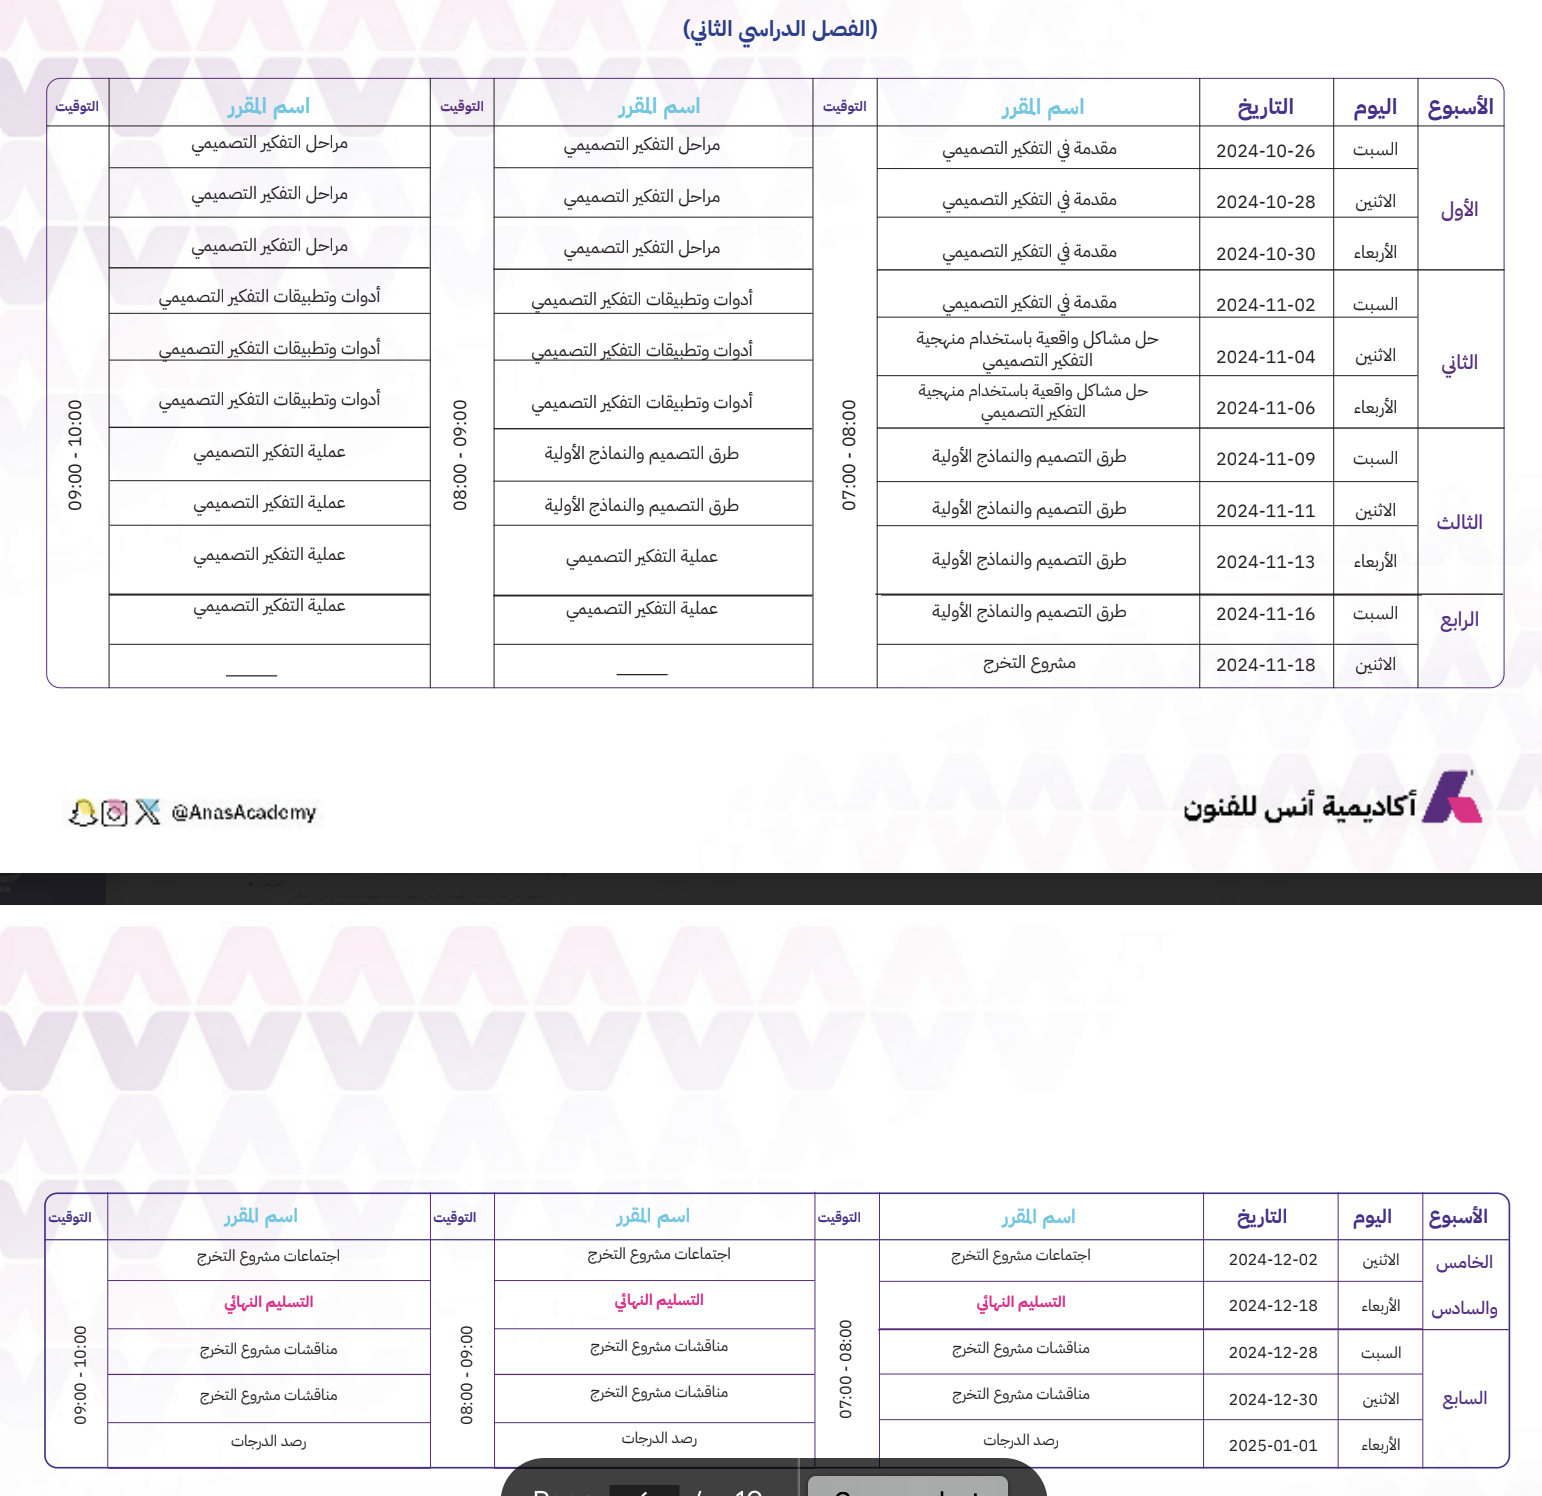 (الفصل الدراسي الثاني)
الأسبوع اليوم التاريخ اسم المقرر التوقيت اسم المقرر التوقيت اسم المقرر التوقيت
الأول
السبت 2024-10-26 مقدمة في التفكير التصميمي مراحل التفكير التصميمي مراحل التفكير التصميمي
الاثنين 2024-10-28 مقدمة في التفكير التصميمي مراحل التفكير التصميمي مراحل التفكير التصميمي
الأربعاء 2024-10-30 مقدمة في التفكير التصميمي مراحل التفكير التصميمي مراحل التفكير التصميمي
الثاني
السبت 2024-11-02 مقدمة في التفكير التصميمي أدوات وتطبيقات التفكير التصميمي أدوات وتطبيقات التفكير التصميمي
الاثنين 2024-11-04 حل مشاكل واقعية باستخدام منهجية
التفكير التصميمي أدوات وتطبيقات التفكير التصميمي أدوات وتطبيقات التفكير التصميمي
الأربعاء 2024-11-06 حل مشاكل واقعية باستخدام منهجية
التفكير التصميمي أدوات وتطبيقات التفكير التصميمي أدوات وتطبيقات التفكير التصميمي
07:00 - 08:00
08:00 - 09:00
09:00 - 10:00
الثالث
السبت 2024-11-09 طرق التصميم والنماذج الأولية طرق التصميم والنماذج الأولية عملية التفكير التصميمي
الاثنين 2024-11-11 طرق التصميم والنماذج الأولية طرق التصميم والنماذج الأولية عملية التفكير التصميمي
الأربعاء 2024-11-13 طرق التصميم والنماذج الأولية عملية التفكير التصميمي عملية التفكير التصميمي
الرابع
السبت 2024-11-16 طرق التصميم والنماذج الأولية عملية التفكير التصميمي عملية التفكير التصميمي
الاثنين 2024-11-18 مشروع التخرج
أكاديمية أنس للفنون
@AnasAcademy
الأسبوع اليوم التاريخ اسم المقرر التوقيت اسم المقرر التوقيت اسم المقرر التوقيت
الخامس
الاثنين 2024-12-02 اجتماعات مشروع التخرج اجتماعات مشروع التخرج اجتماعات مشروع التخرج
والسادس
الأربعاء 2024-12-18 التسليم النهائي التسليم النهائي التسليم النهائي
07:00 - 08:00
08:00 - 09:00
09:00 - 10:00
السابع
السبت 2024-12-28 مناقشات مشروع التخرج مناقشات مشروع التخرج مناقشات مشروع التخرج
الاثنين 2024-12-30 مناقشات مشروع التخرج مناقشات مشروع التخرج مناقشات مشروع التخرج
الأربعاء 2025-01-01 رصد الدرجات رصد الدرجات رصد الدرجات